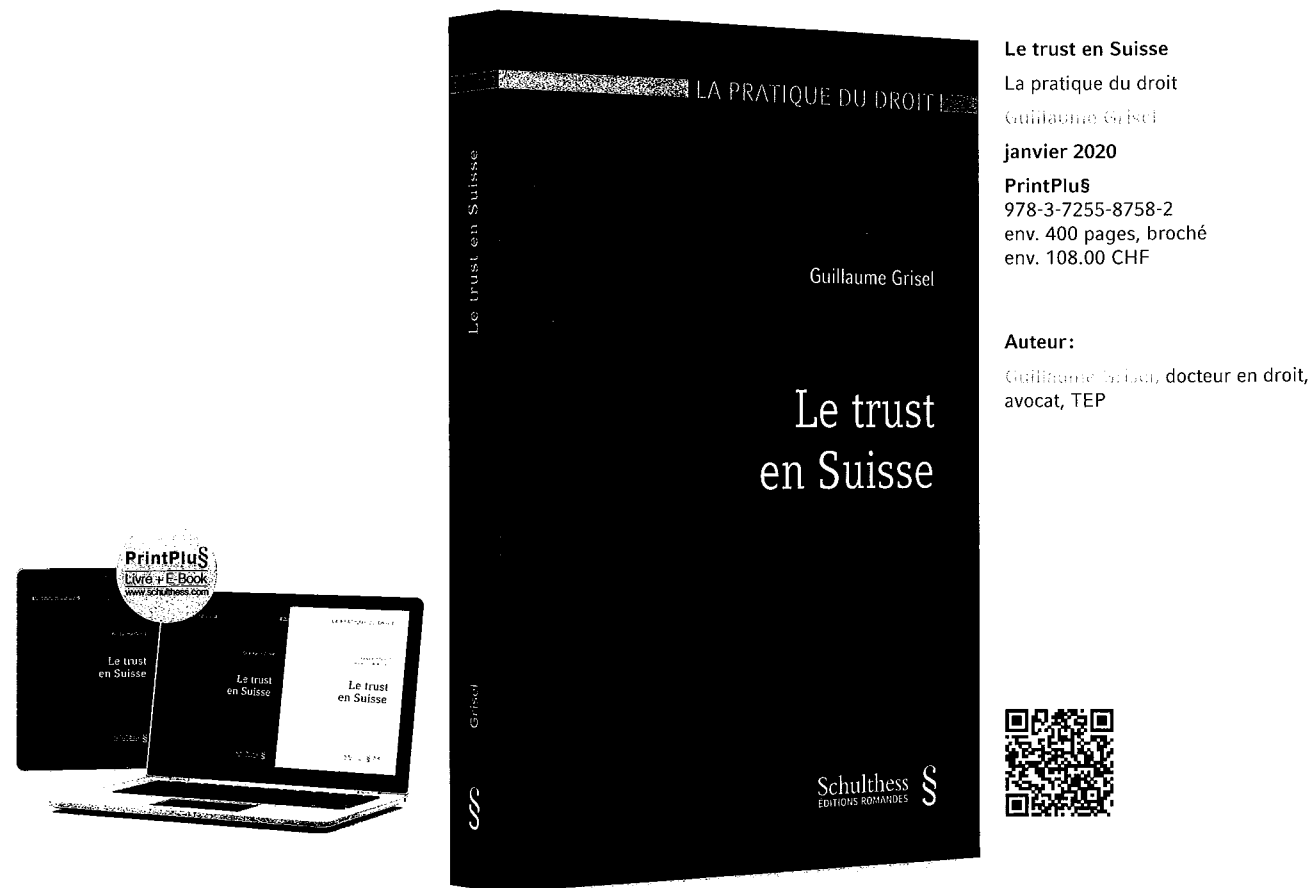 LA PRATIQUE DU DROIT
Le trust en Suisse
Grisel
§
Guillaume Grisel
Le trust
en Suisse
Schulthess §
ÉDITIONS ROMANDES
Le trust en Suisse
La pratique du droit
Guillaume Grisel
janvier 2020
PrintPlu§
978-3-7255-8758-2
env. 400 pages, broché
env. 108.00 CHF
Auteur:
Guillaume Grisel, docteur en droit,
avocat, TEP
PrintPlu§
Livre + E-Book
www.schulthess.com
Le trust
en Suisse
Le trust
en Suisse
Le trust
en Suisse